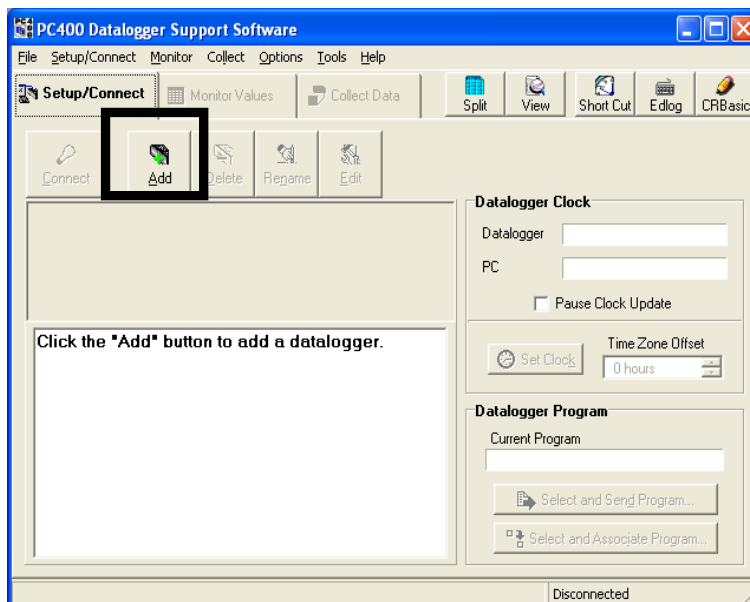 PC400 Datalogger Support Software
File Setup/Connect Monitor Collect Options Tools Help
Setup/Connect Monitor Values Collect Data Split View Short Cut Edlog CRBasic
Connect Add Delete Rename Edit
Click the "Add" button to add a datalogger.
Datalogger Clock
Datalogger
PC
Pause Clock Update
Set Clock
Time Zone Offset
0 hours
Datalogger Program
Current Program
Select and Send Program...
Select and Associate Program...
Disconnected